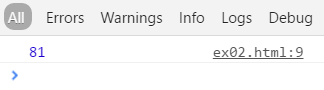 All Errors Warnings Info Logs Debug
81 ex02.html:9
>